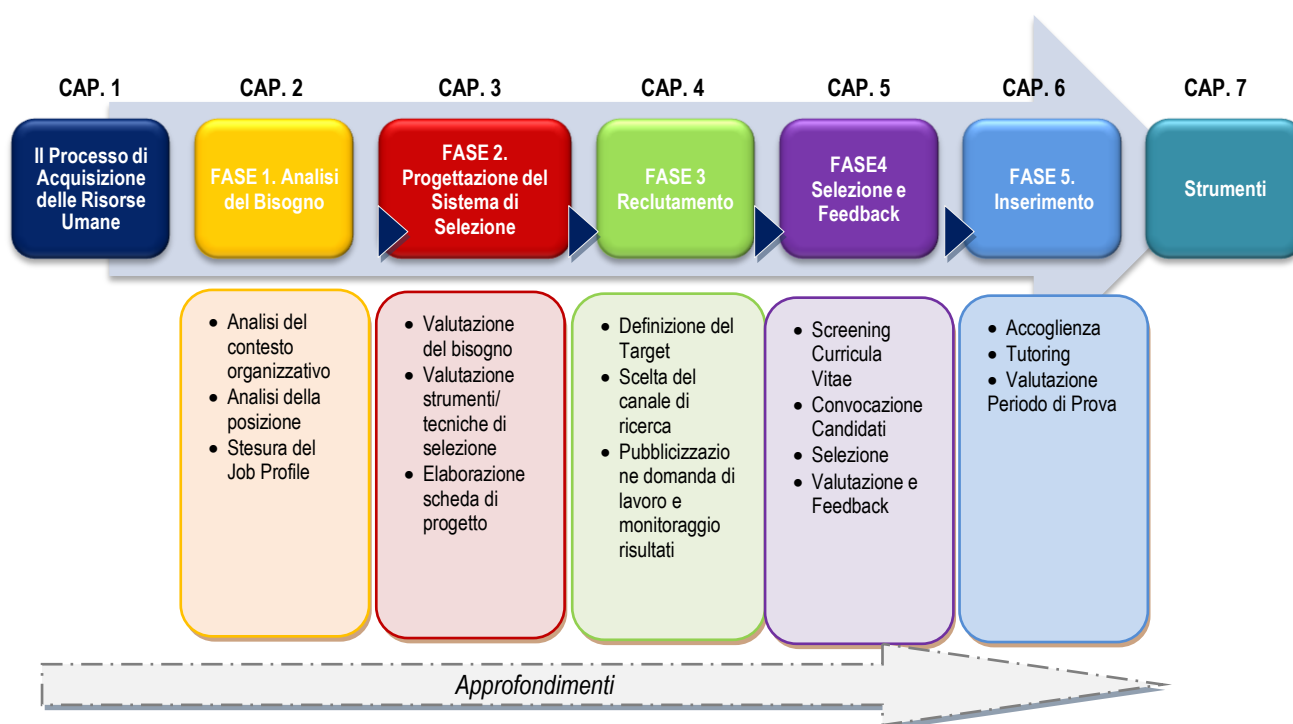 CAP. 1
CAP. 2
CAP. 3
CAP. 4
CAP. 5
CAP. 6
CAP. 7
Il Processo di
Acquisizione
delle Risorse
Umane
FASE 1. Analisi
del Bisogno
FASE 2.
Progettazione del
Sistema di
Selezione
FASE 3
Reclutamento
FASE4
Selezione e
Feedback
FASE 5.
Inserimento
Strumenti
• Analisi del
contesto
organizzativo
• Analisi della
posizione
• Stesura del
Job Profile
• Valutazione
del bisogno
• Valutazione
strumenti/
tecniche di
selezione
• Elaborazione
scheda di
progetto
• Definizione del
Target
• Scelta del
canale di
ricerca
• Pubblicizzazio
ne domanda di
lavoro e
monitoraggio
risultati
• Screening
Curricula
Vitae
• Convocazione
Candidati
• Selezione
• Valutazione e
Feedback
• Accoglienza
• Tutoring
• Valutazione
Periodo di Prova
Approfondimenti